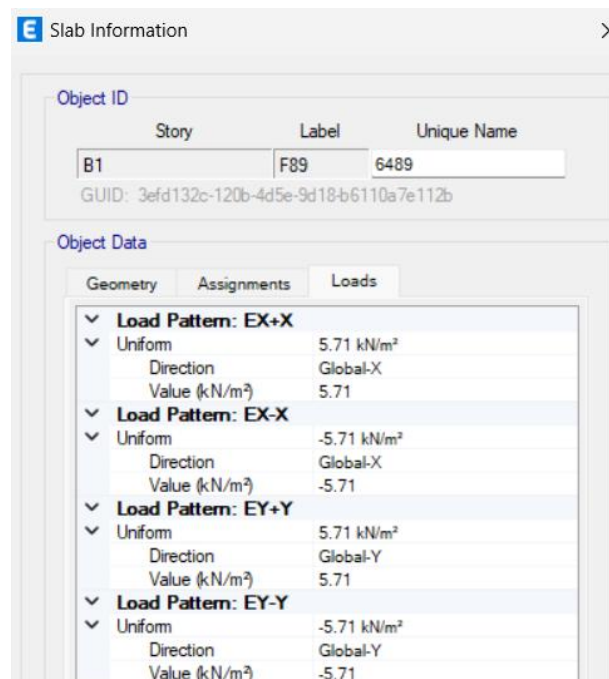 E Slab Information
Object ID
Story Label Unique Name
B1 F89 6489
GUID: 3efd132c-120b-4d5e-9d18-b6110a7e112b
Object Data
Geometry Assignments Loads
Load Pattern: EX+X
Uniform 5.71 kN/m²
Direction Global-X
Value (kN/m²) 5.71
Load Pattern: EX-X
Uniform -5.71 kN/m²
Direction Global-X
Value (kN/m²) -5.71
Load Pattern: EY+Y
Uniform 5.71 kN/m²
Direction Global-Y
Value (kN/m²) 5.71
Load Pattern: EY-Y
Uniform -5.71 kN/m²
Direction Global-Y
Value (kN/m²) -5.71